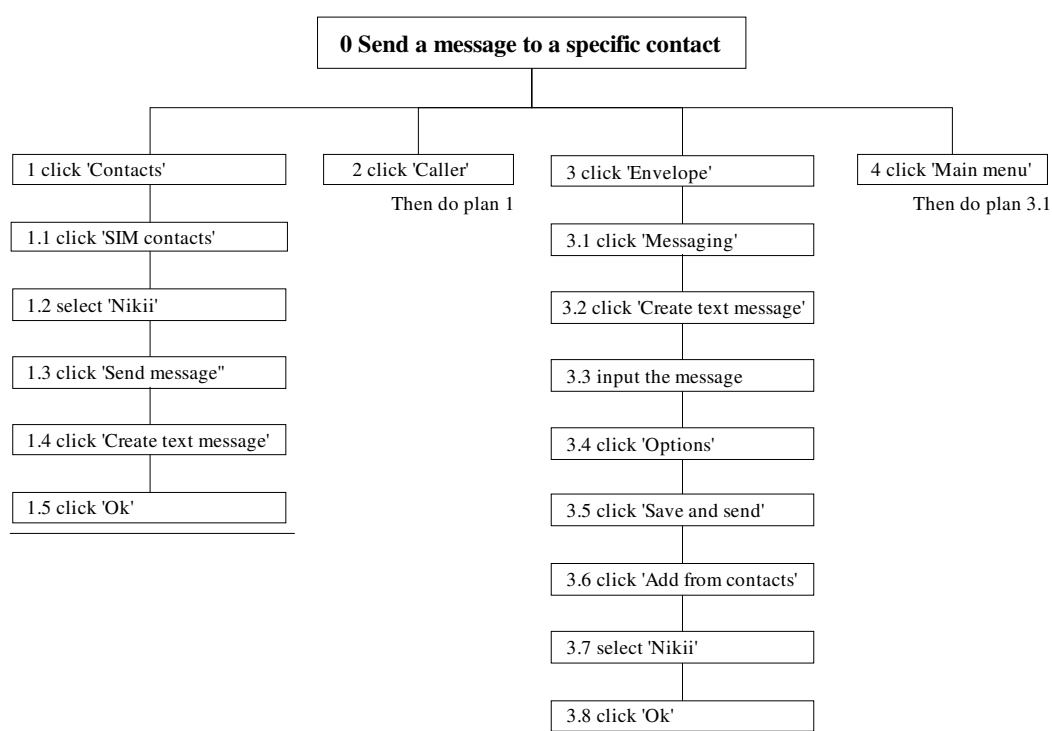 0 Send a message to a specific contact
1 click 'Contacts'
1.1 click 'SIM contacts'
1.2 select 'Nikii'
1.3 click 'Send message"
1.4 click 'Create text message'
1.5 click 'Ok'
2 click 'Caller'
Then do plan 1
3 click 'Envelope'
3.1 click 'Messaging'
3.2 click 'Create text message'
3.3 input the message
3.4 click 'Options'
3.5 click 'Save and send'
3.6 click 'Add from contacts'
3.7 select 'Nikii'
3.8 click 'Ok'
4 click 'Main menu'
Then do plan 3.1